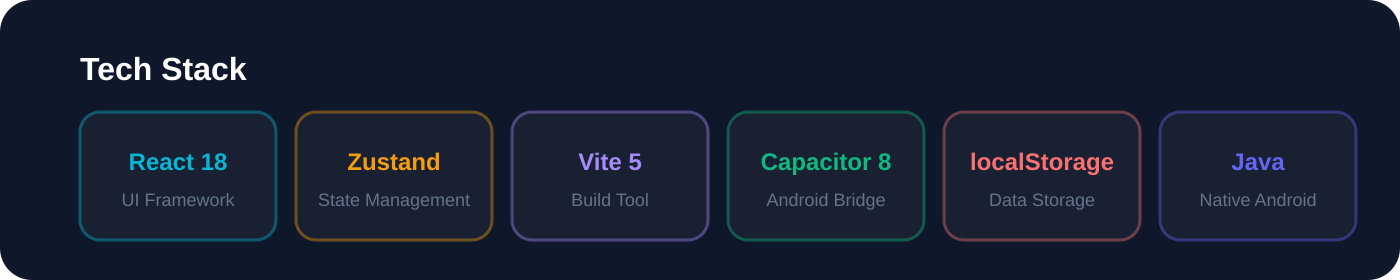 Tech Stack
React 18
UI Framework
Zustand
State Management
Vite 5
Build Tool
Capacitor 8
Android Bridge
localStorage
Data Storage
Java
Native Android